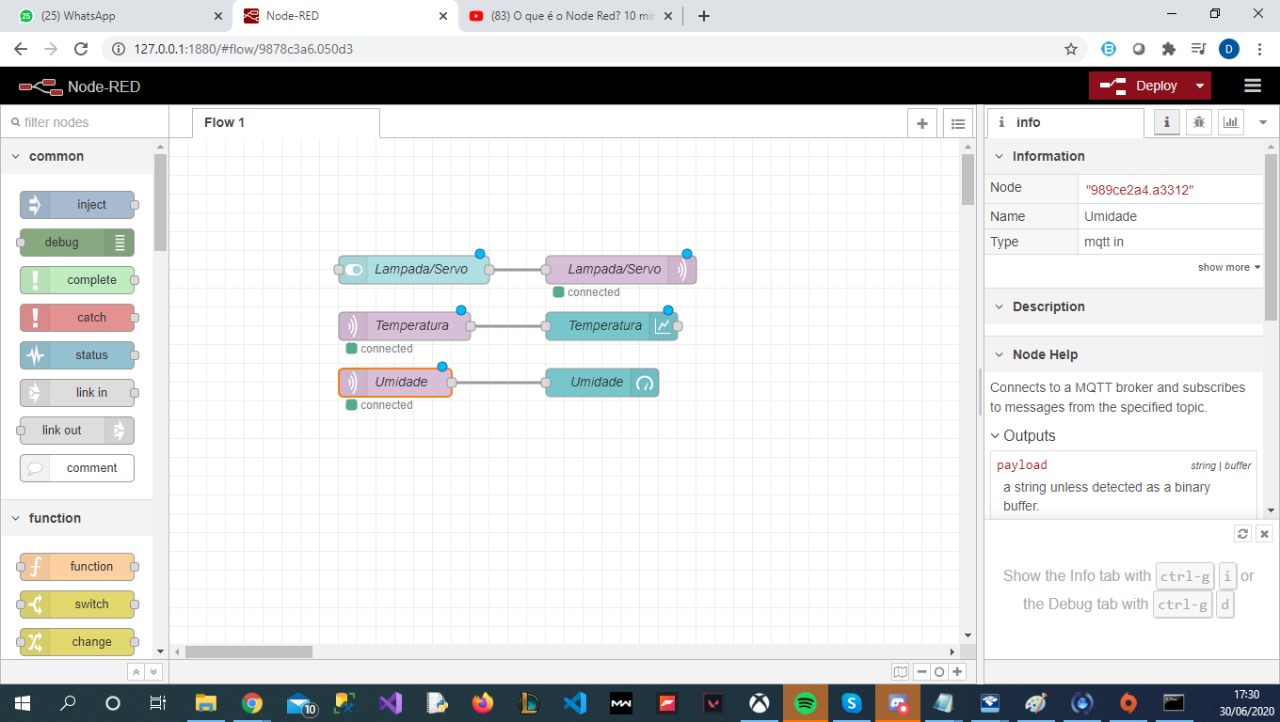 (25) WhatsApp
Node-RED
(83) O que é o Node Red? 10 min
127.0.0.1:1880/#flow/9878c3a6.050d3
D
Node-RED
Deploy
filter nodes
Flow 1
i info
i
common
inject
debug
complete
catch
status
link in
link out
comment
function
function
switch
change
Lampada/Servo
Lampada/Servo
connected
Temperatura
Temperatura
connected
Umidade
Umidade
connected
Information
Node "989ce2a4.a3312"
Name Umidade
Type mqtt in
show more
Description
Node Help
Connects to a MQTT broker and subscribes
to messages from the specified topic.
Outputs
payload string | buffer
a string unless detected as a binary
buffer.
Show the Info tab with ctrl-g i or
the Debug tab with ctrl-g d
10
17:30
30/06/2020